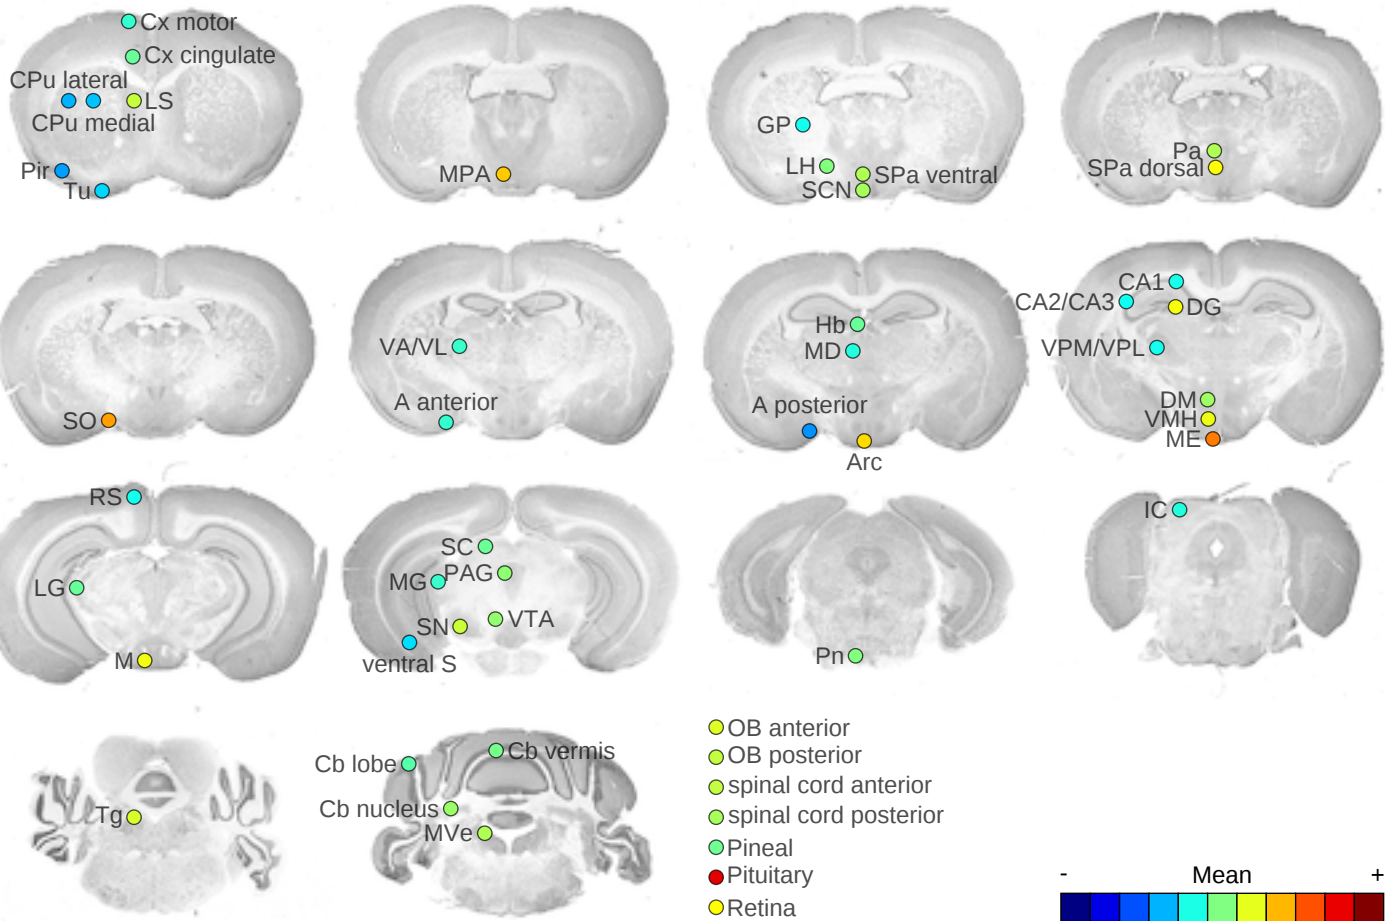 Cx motor
Cx cingulate
CPu lateral
LS
CPu medial
Pir
Tu
MPA
GP
LH
SPa ventral
SCN
Pa
SPa dorsal
SO
VA/VL
A anterior
Hb
MD
A posterior
Arc
CA1
CA2/CA3
DG
VPM/VPL
DM
VMH
ME
RS
LG
M
SC
MG
PAG
SN
VTA
ventral S
Pn
IC
Tg
Cb lobe
Cb vermis
Cb nucleus
MVe
OB anterior
OB posterior
spinal cord anterior
spinal cord posterior
Pineal
Pituitary
Retina
- Mean +